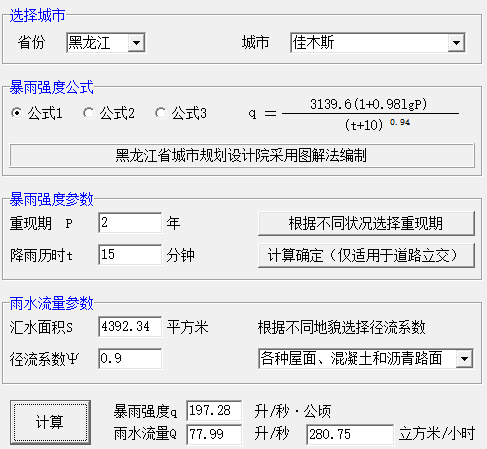 选择城市
省份 黑龙江 城市 佳木斯
暴雨强度公式
公式1 公式2 公式3 q = 3139.6(1+0.98lgP) / (t+10) 0.94
黑龙江省城市规划设计院采用图解法编制
暴雨强度参数
重现期 P 2 年 根据不同状况选择重现期
降雨历时t 15 分钟 计算确定（仅适用于道路立交）
雨水流量参数
汇水面积S 4392.34 平方米 根据不同地貌选择径流系数
径流系数Ψ 0.9 各种屋面、混凝土和沥青路面
计算
暴雨强度q 197.28 升/秒·公顷
雨水流量Q 77.99 升/秒 280.75 立方米/小时